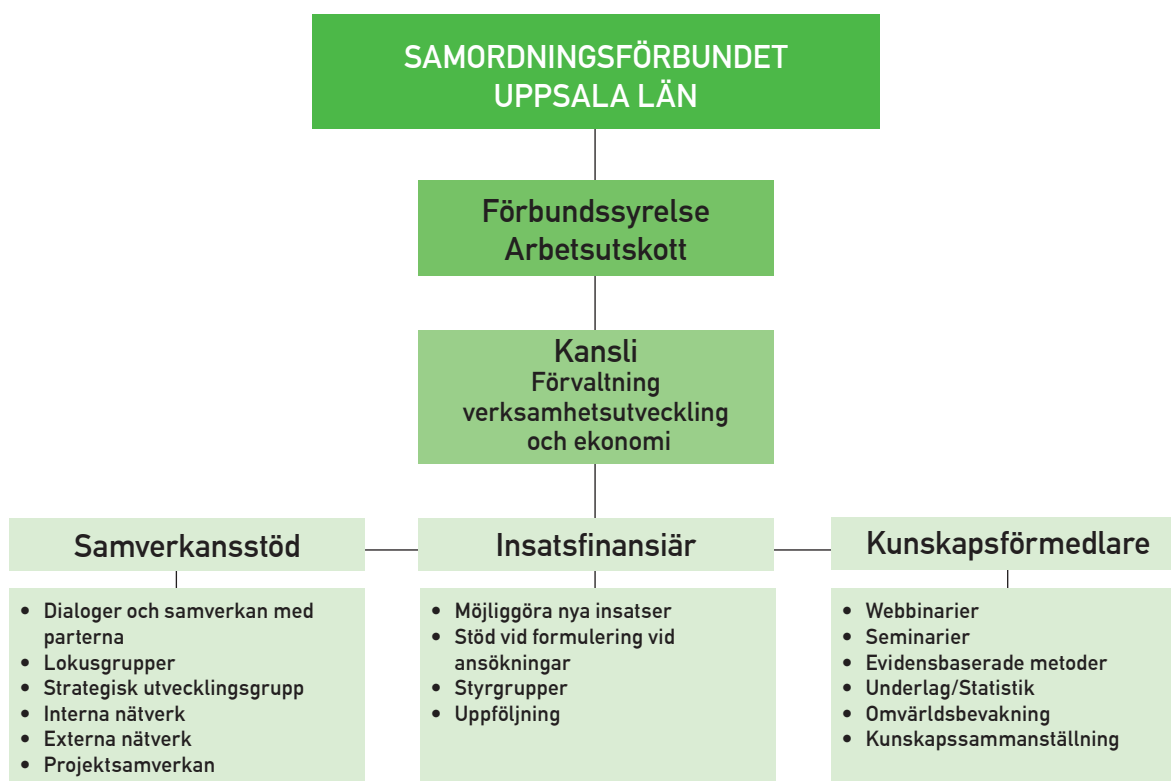 SAMORDNINGSFÖRBUNDET
UPPSALA LÄN
Förbundssyrelse
Arbetsutskott
Kansli
Förvaltning
verksamhetsutveckling
och ekonomi
Samverkansstöd
• Dialoger och samverkan med
parterna
• Lokusgrupper
• Strategisk utvecklingsgrupp
• Interna nätverk
• Externa nätverk
• Projektsamverkan
Insatsfinansiär
• Möjliggöra nya insatser
• Stöd vid formulering vid
ansökningar
• Styrgrupper
• Uppföljning
Kunskapsförmedlare
• Webbinarier
• Seminarier
• Evidensbaserade metoder
• Underlag/Statistik
• Omvärldsbevakning
• Kunskapssammanställning